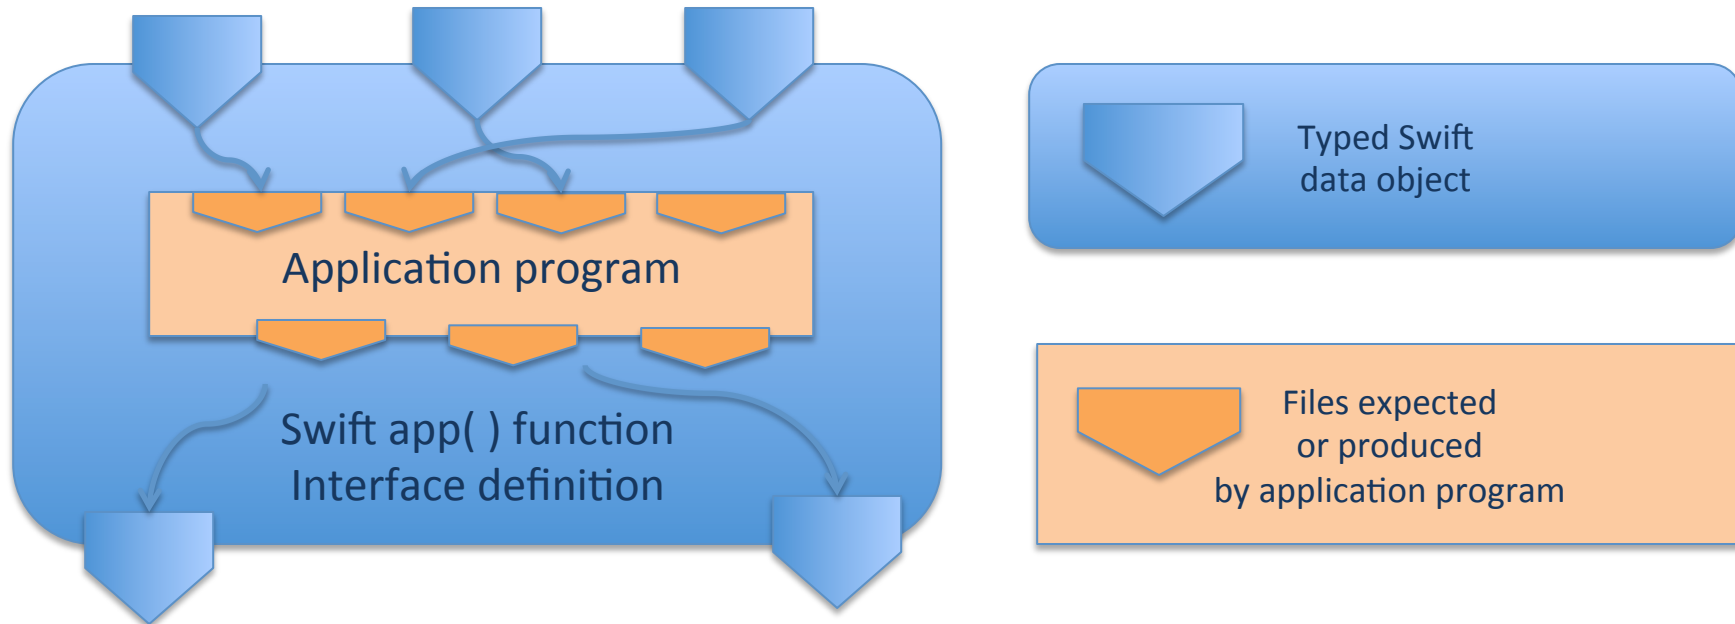 Application program
Swift app( ) function
Interface definition
Typed Swift
data object
Files expected
or produced
by application program